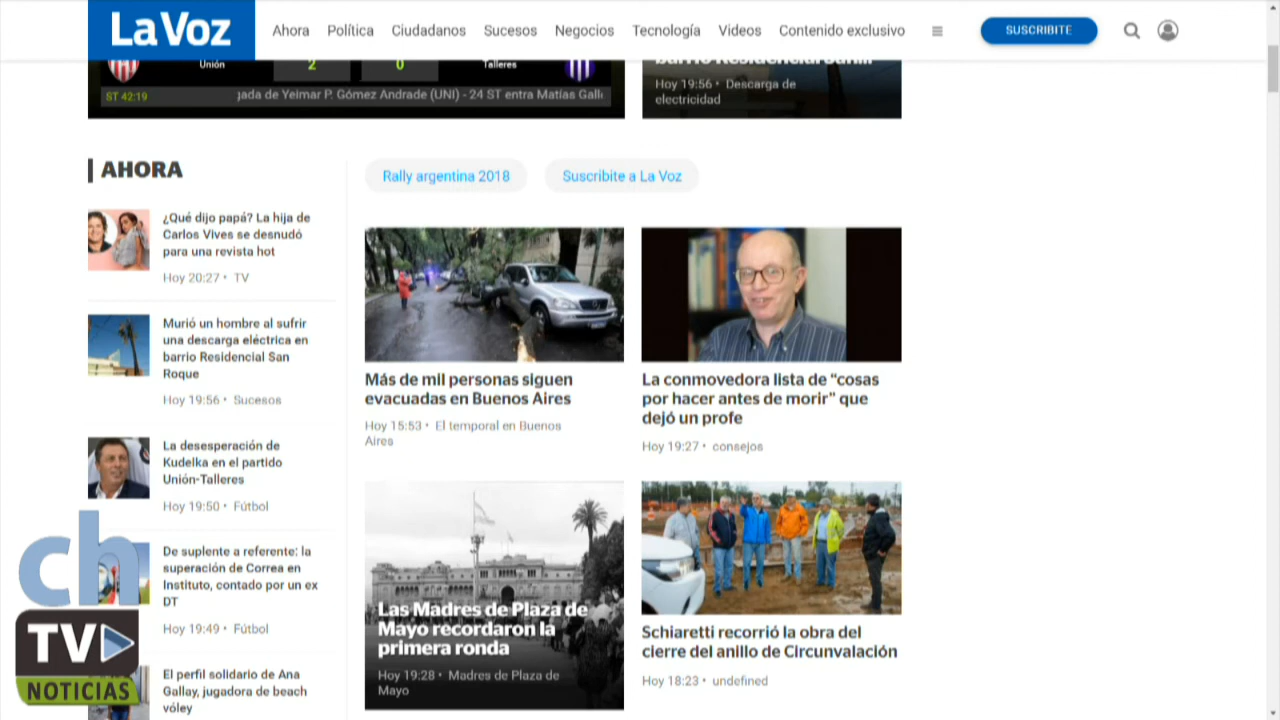 La Voz
Ahora Política Ciudadanos Sucesos Negocios Tecnología Videos Contenido exclusivo
SUSCRIBITE
Unión 2 0 Talleres
ST 42:19 jada de Yeimar P. Gómez Andrade (UNI) - 24 ST entra Matías Galle
barrio Residencial San...
Hoy 19:56 • Descarga de
electricidad
AHORA
¿Qué dijo papá? La hija de
Carlos Vives se desnudó
para una revista hot
Hoy 20:27 • TV
Murió un hombre al sufrir
una descarga eléctrica en
barrio Residencial San
Roque
Hoy 19:56 • Sucesos
La desesperación de
Kudelka en el partido
Unión-Talleres
Hoy 19:50 • Fútbol
De suplente a referente: la
superación de Correa en
Instituto, contado por un ex
DT
Hoy 19:49 • Fútbol
El perfil solidario de Ana
Gallay, jugadora de beach
vóley
Rally argentina 2018
Suscribite a La Voz
Más de mil personas siguen
evacuadas en Buenos Aires
Hoy 15:53 • El temporal en Buenos
Aires
La conmovedora lista de “cosas
por hacer antes de morir” que
dejó un profe
Hoy 19:27 • consejos
Las Madres de Plaza de
Mayo recordaron la
primera ronda
Hoy 19:28 • Madres de Plaza de
Mayo
Schiaretti recorrió la obra del
cierre del anillo de Circunvalación
Hoy 18:23 • undefined
ch
TV
NOTICIAS